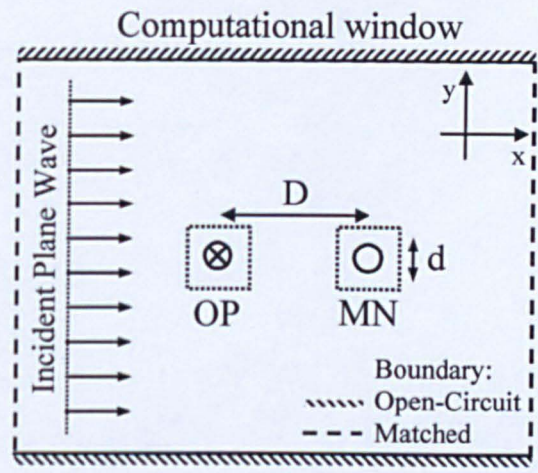 Computational window
Incident Plane Wave
y
x
D
d
OP
MN
Boundary:
Open-Circuit
Matched